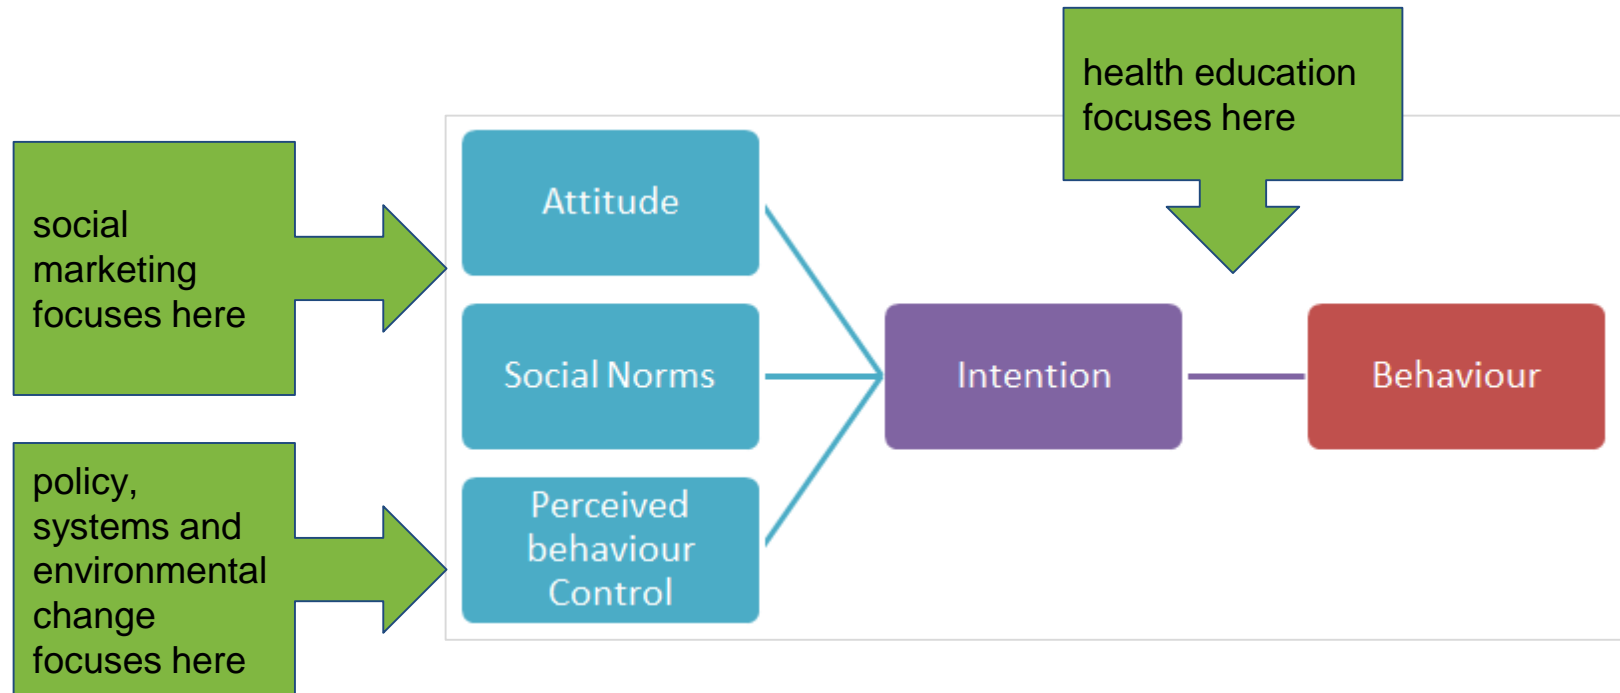 health education
focuses here
social
marketing
focuses here
Attitude
Social Norms
Intention
Behaviour
policy,
systems and
environmental
change
focuses here
Perceived
behaviour
Control